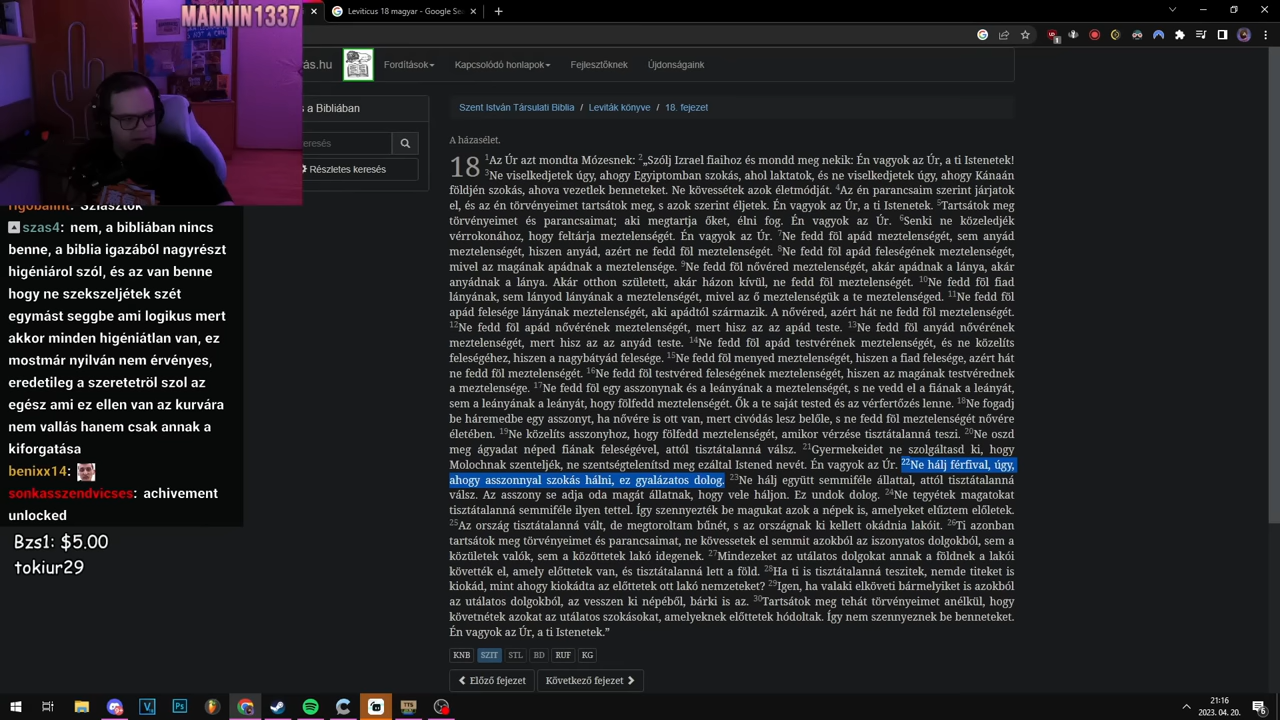 MANNIN1337
Leviticus 18 magyar - Google Se
ás.hu
Fordítások
Kapcsolódó honlapok
Fejlesztőknek
Újdonságaink
s a Bibliában
eresés
Részletes keresés
Szent István Társulati Biblia / Leviták könyve / 18. fejezet
A házasélet.
18 1Az Úr azt mondta Mózesnek: 2„Szólj Izrael fiaihoz és mondd meg nekik: Én vagyok az Úr, a ti Istenetek!
3Ne viselkedjetek úgy, ahogy Egyiptomban szokás, ahol laktatok, és ne viselkedjetek úgy, ahogy Kánaán
földjén szokás, ahova vezetlek benneteket. Ne kövessétek azok életmódját. 4Az én parancsaim szerint járjatok
el, és az én törvényeimet tartsátok meg, s azok szerint éljetek. Én vagyok az Úr, a ti Istenetek. 5Tartsátok meg
törvényeimet és parancsaimat; aki megtartja őket, élni fog. Én vagyok az Úr. 6Senki ne közeledjék
vérrokonához, hogy feltárja meztelenségét. Én vagyok az Úr. 7Ne fedd föl apád meztelenségét, sem anyád
meztelenségét, hiszen anyád, azért ne fedd föl meztelenségét. 8Ne fedd föl apád feleségének meztelenségét,
mivel az magának apádnak a meztelensége. 9Ne fedd föl nővéred meztelenségét, akár apádnak a lánya, akár
anyádnak a lánya. Akár otthon született, akár házon kívül, ne fedd föl meztelenségét. 10Ne fedd föl fiad
lányának, sem lányod lányának a meztelenségét, mivel az ő meztelenségük a te meztelenséged. 11Ne fedd föl
apád felesége lányának meztelenségét, aki apádtól származik. A nővéred, azért hát ne fedd föl meztelenségét.
12Ne fedd föl apád nővérének meztelenségét, mert hisz az az apád teste. 13Ne fedd föl anyád nővérének
meztelenségét, mert hisz az az anyád teste. 14Ne fedd föl apád testvérének meztelenségét, és ne közelíts
feleségéhez, hiszen a nagybátyád felesége. 15Ne fedd föl menyed meztelenségét, hiszen a fiad felesége, azért hát
ne fedd föl meztelenségét. 16Ne fedd föl testvéred feleségének meztelenségét, hiszen az magának testvérednek
a meztelensége. 17Ne fedd föl egy asszonynak és a leányának a meztelenségét, s ne vedd el a fiának a leányát,
sem a leányának a leányát, hogy fölfedd meztelenségét. Ők a te saját tested és az vérfertőzés lenne. 18Ne fogadj
be háremedbe egy asszonyt, ha nővére is ott van, mert civódás lesz belőle, s ne fedd föl meztelenségét nővére
életében. 19Ne közelíts asszonyhoz, hogy fölfedd meztelenségét, amikor vérzése tisztátalanná teszi. 20Ne oszd
meg ágyadat néped fiának feleségével, attól tisztátalanná válsz. 21Gyermekeidet ne szolgáltasd ki, hogy
Molochnak szenteljék, ne szentségtelenítsd meg ezáltal Istened nevét. Én vagyok az Úr. 22Ne hálj férfival, úgy,
ahogy asszonnyal szokás hálni, ez gyalázatos dolog. 23Ne hálj együtt semmiféle állattal, attól tisztátalanná
válsz. Az asszony se adja oda magát állatnak, hogy vele háljon. Ez undok dolog. 24Ne tegyétek magatokat
tisztátalanná semmiféle ilyen tettel. Így szennyezték be magukat azok a népek is, amelyeket elűztem előletek.
25Az ország tisztátalanná vált, de megtoroltam bűnét, s az országnak ki kellett okádnia lakóit. 26Ti azonban
tartsátok meg törvényeimet és parancsaimat, ne kövessetek el semmit azokból az iszonyatos dolgokból, sem a
közületek valók, sem a közöttetek lakó idegenek. 27Mindezeket az utálatos dolgokat annak a földnek a lakói
követték el, amely előttetek van, és tisztátalanná lett a föld. 28Ha ti is tisztátalanná teszitek, nemde titeket is
kiokád, mint ahogy kiokádta az előttetek ott lakó nemzeteket? 29Igen, ha valaki elköveti bármelyiket is azokból
az utálatos dolgokból, az vesszen ki népéből, bárki is az. 30Tartsátok meg tehát törvényeimet anélkül, hogy
követnétek azokat az utálatos szokásokat, amelyeknek előttetek hódoltak. Így nem szennyeznek be benneteket.
Én vagyok az Úr, a ti Istenetek.”
KNB SZIT STL BD RUF KG
Előző fejezet
Következő fejezet
rigobalint: Sziasztok
szas4: nem, a bibliában nincs
benne, a biblia igazából nagyrészt
higéniáról szól, és az van benne
hogy ne szekszeljétek szét
egymást seggbe ami logikus mert
akkor minden higéniátlan van, ez
mostmár nyilván nem érvényes,
eredetileg a szeretetröl szol az
egész ami ez ellen van az kurvára
nem vallás hanem csak annak a
kiforgatása
benixx14:
sonkasszendvicses: achivement
unlocked
Bzs1: $5.00
tokiur29
21:16
2023. 04. 20.